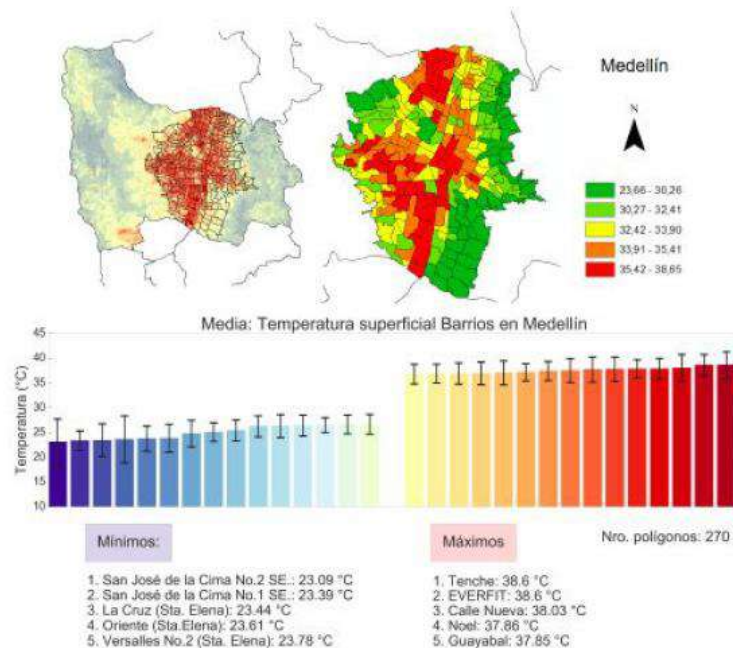 Medellín
N
23,66 - 30,26
30,27 - 32,41
32,42 - 33,90
33,91 - 35,41
35,42 - 38,65
Media: Temperatura superficial Barrios en Medellín
Temperatura (°C)
45
40
35
30
25
20
15
10
Mínimos:
1. San José de la Cima No.2 SE.: 23.09 °C
2. San José de la Cima No.1 SE.: 23.39 °C
3. La Cruz (Sta. Elena): 23.44 °C
4. Oriente (Sta.Elena): 23.61 °C
5. Versalles No.2 (Sta. Elena): 23.78 °C
Máximos
1. Tenche: 38.6 °C
2. EVERFIT: 38.6 °C
3. Calle Nueva: 38.03 °C
4. Noel: 37.86 °C
5. Guayabal: 37.85 °C
Nro. polígonos: 270